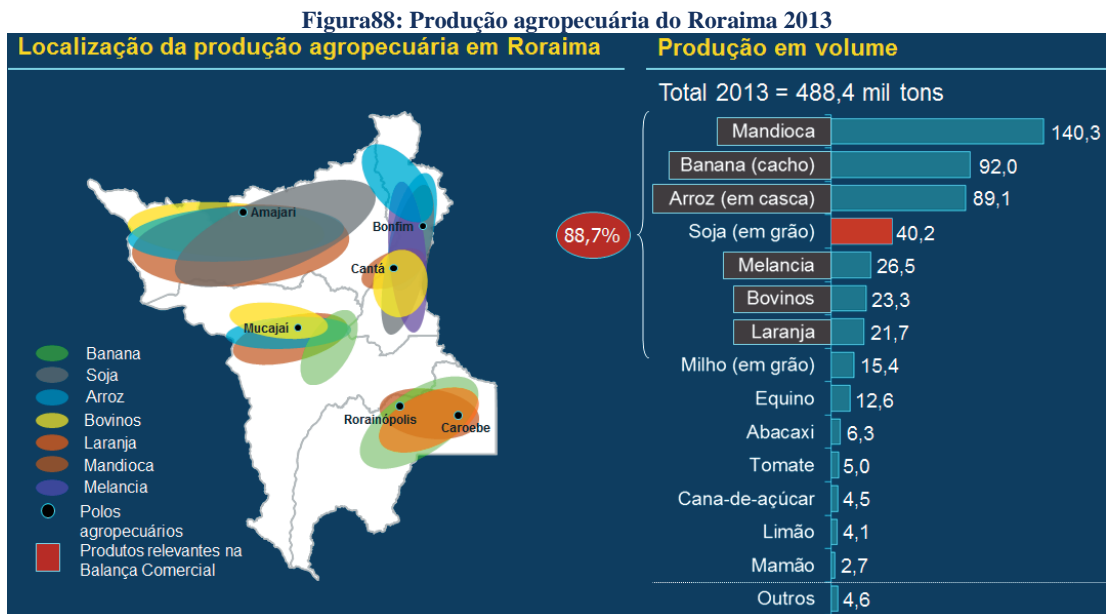 Figura88: Produção agropecuária do Roraima 2013
Localização da produção agropecuária em Roraima
Amajari
Bonfim
Cantá
Mucajaí
Rorainópolis
Caroebe
Banana
Soja
Arroz
Bovinos
Laranja
Mandioca
Melancia
Polos
agropecuários
Produtos relevantes na
Balança Comercial
Produção em volume
Total 2013 = 488,4 mil tons
88,7%
Mandioca 140,3
Banana (cacho) 92,0
Arroz (em casca) 89,1
Soja (em grão) 40,2
Melancia 26,5
Bovinos 23,3
Laranja 21,7
Milho (em grão) 15,4
Equino 12,6
Abacaxi 6,3
Tomate 5,0
Cana-de-açúcar 4,5
Limão 4,1
Mamão 2,7
Outros 4,6